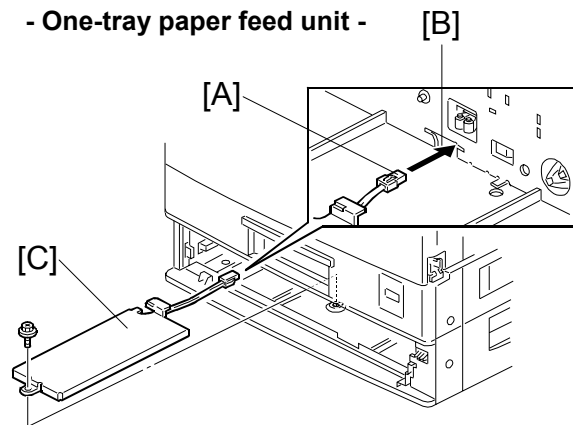 - One-tray paper feed unit -
[B]
[A]
[C]